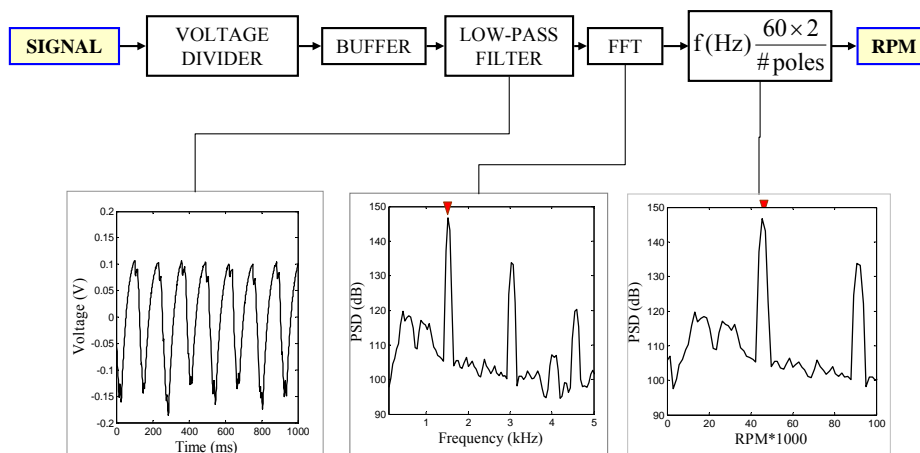 SIGNAL
VOLTAGE
DIVIDER
BUFFER
LOW-PASS
FILTER
FFT
f(Hz) 60×2 / #poles
RPM
Voltage (V)
0.2
0.15
0.1
0.05
0
-0.05
-0.1
-0.15
-0.2
0 200 400 600 800 1000
Time (ms)
PSD (dB)
150
140
130
120
110
100
90
1 2 3 4 5
Frequency (kHz)
PSD (dB)
150
140
130
120
110
100
90
0 20 40 60 80 100
RPM*1000